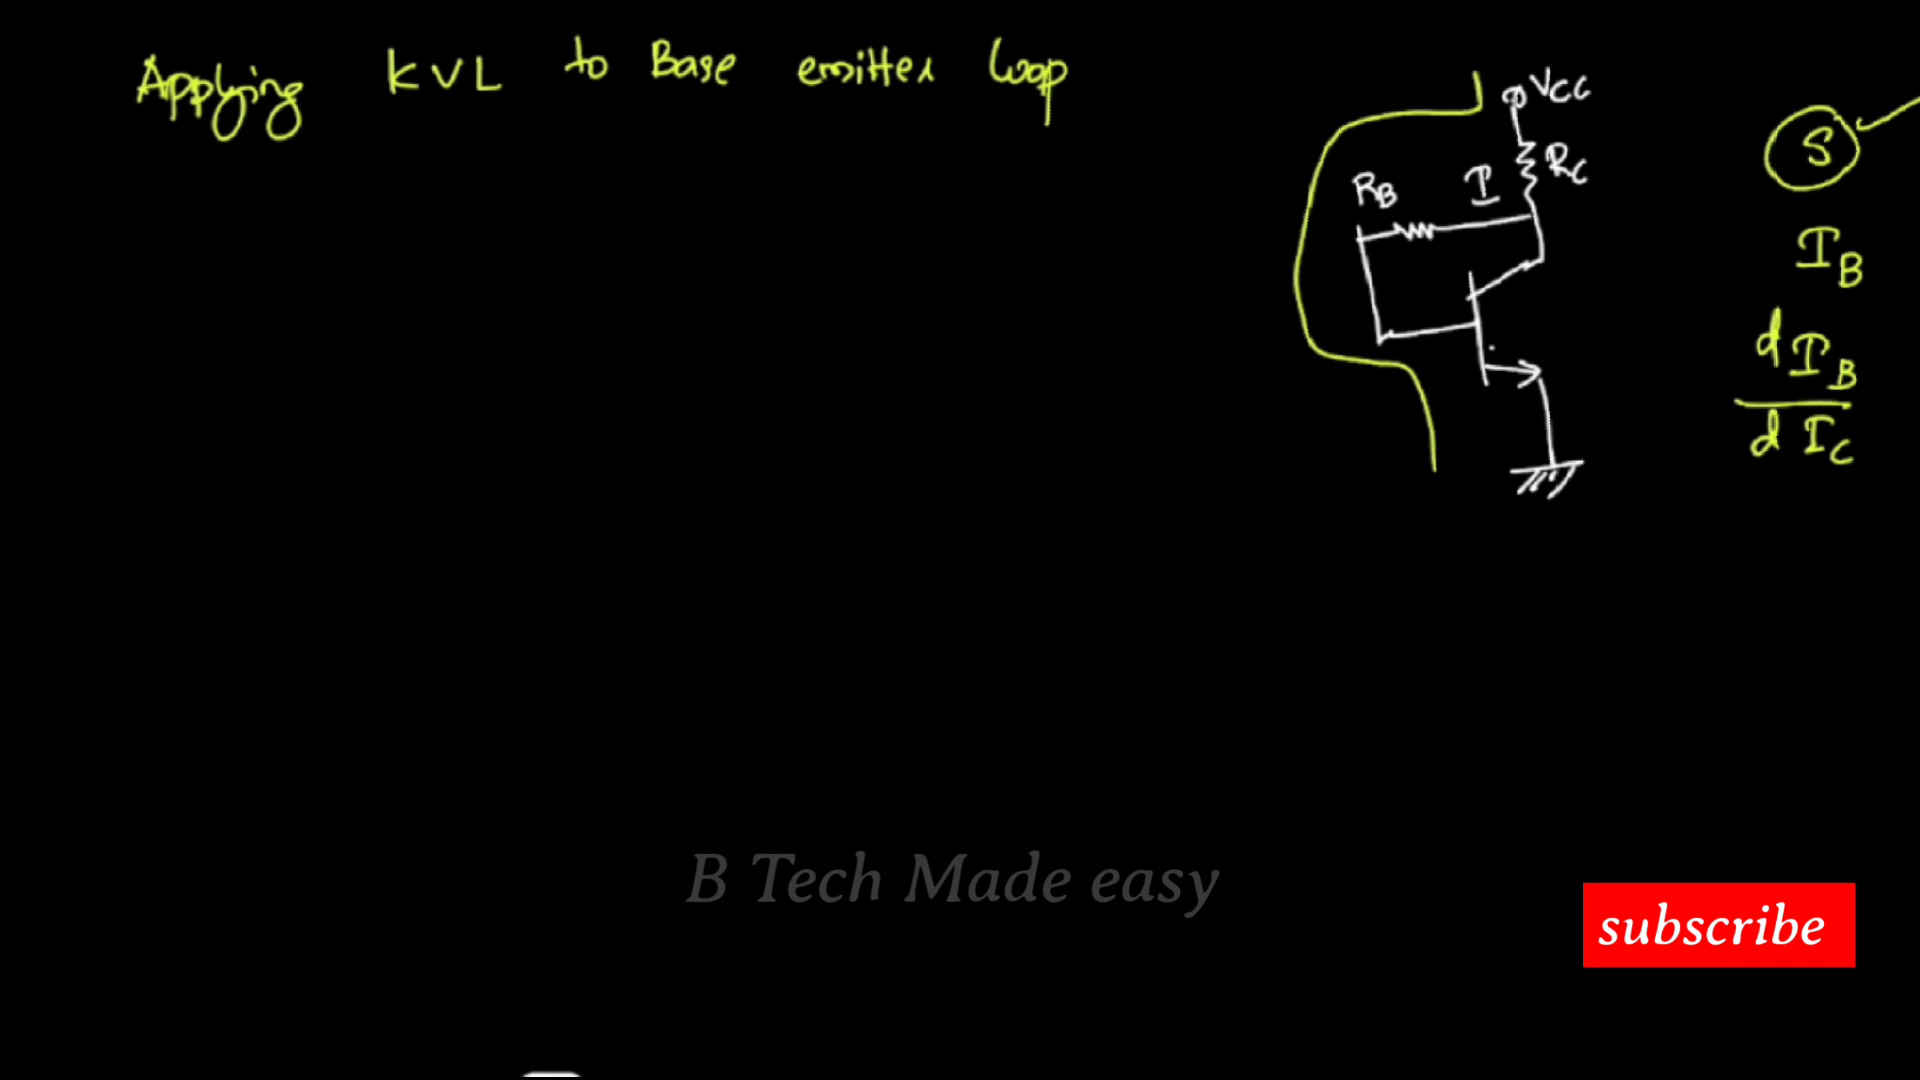 Applying KVL to Base emitter loop
VCC
RC
I
RB
S
IB
dIB
dIC
B Tech Made easy
subscribe